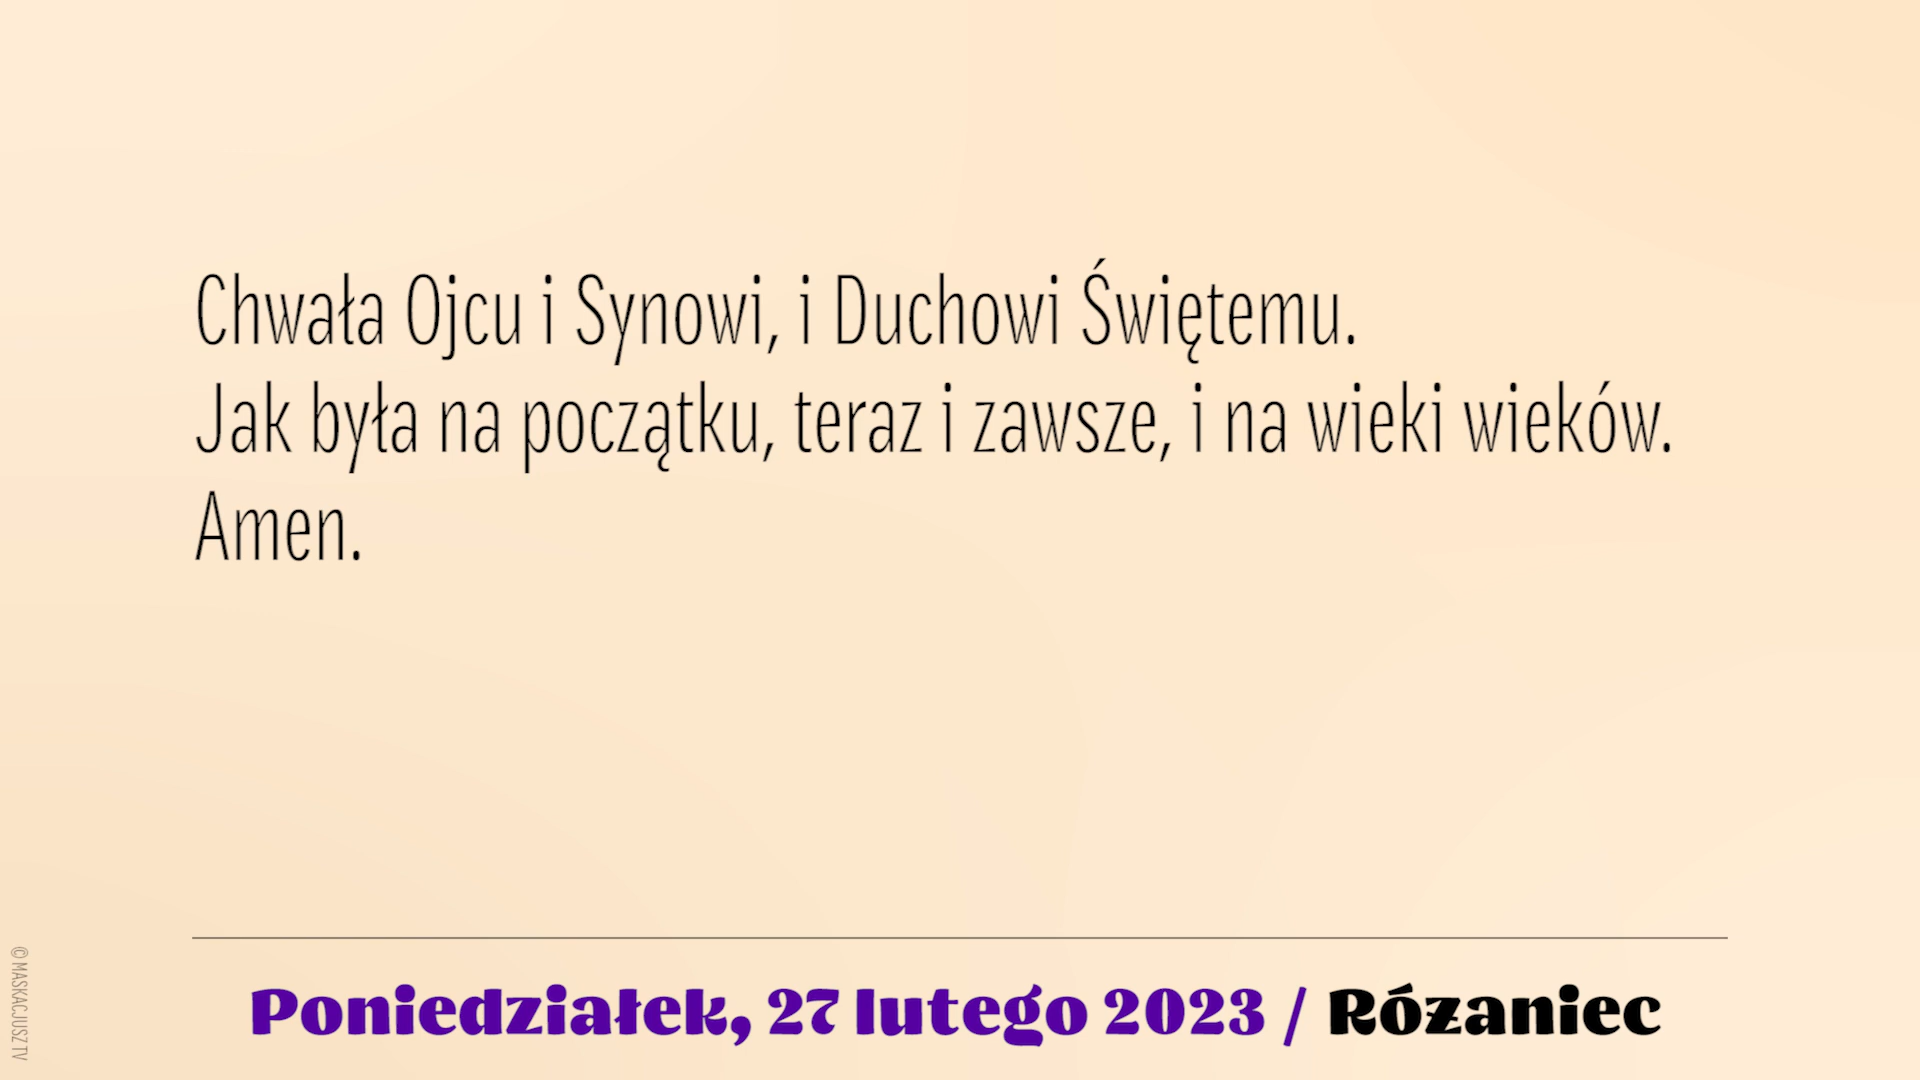 Chwała Ojcu i Synowi, i Duchowi Świętemu.
Jak była na początku, teraz i zawsze, i na wieki wieków.
Amen.
Poniedziałek, 27 lutego 2023 / Różaniec
© MASKACJUSZ TV